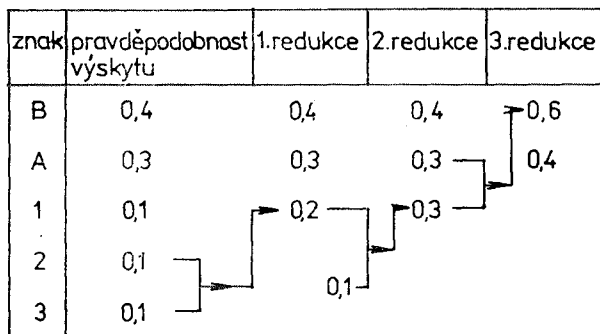 znak pravděpodobnost výskytu 1.redukce 2.redukce 3.redukce
B 0,4 0,4 0,4 0,6
A 0,3 0,3 0,3 0,4
1 0,1 0,2 0,3
2 0,1 0,1
3 0,1